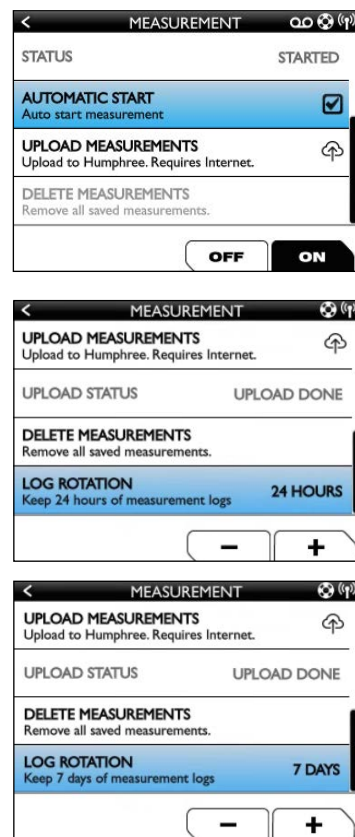 < MEASUREMENT
STATUS STARTED
AUTOMATIC START
Auto start measurement
UPLOAD MEASUREMENTS
Upload to Humphree. Requires Internet.
DELETE MEASUREMENTS
Remove all saved measurements.
OFF ON
< MEASUREMENT
UPLOAD MEASUREMENTS
Upload to Humphree. Requires Internet.
UPLOAD STATUS UPLOAD DONE
DELETE MEASUREMENTS
Remove all saved measurements.
LOG ROTATION 24 HOURS
Keep 24 hours of measurement logs
− +
< MEASUREMENT
UPLOAD MEASUREMENTS
Upload to Humphree. Requires Internet.
UPLOAD STATUS UPLOAD DONE
DELETE MEASUREMENTS
Remove all saved measurements.
LOG ROTATION 7 DAYS
Keep 7 days of measurement logs
− +